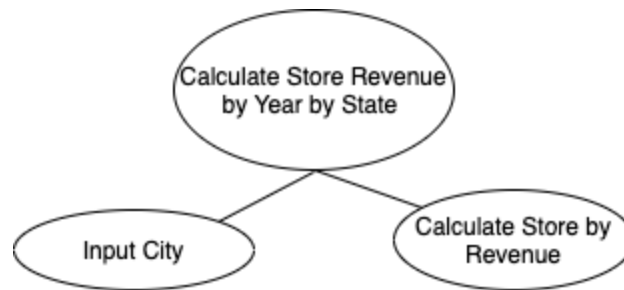 Calculate Store Revenue
by Year by State
Input City
Calculate Store by
Revenue